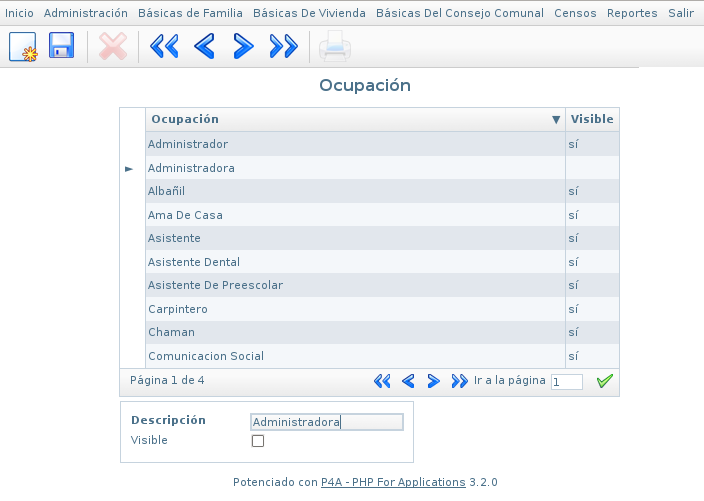 Inicio Administración Básicas de Familia Básicas De Vivienda Básicas Del Consejo Comunal Censos Reportes Salir
Ocupación
Ocupación Visible
Administrador sí
Administradora
Albañil sí
Ama De Casa sí
Asistente sí
Asistente Dental sí
Asistente De Preescolar sí
Carpintero sí
Chaman sí
Comunicacion Social sí
Página 1 de 4 Ir a la página 1
Descripción Administradora
Visible
Potenciado con P4A - PHP For Applications 3.2.0